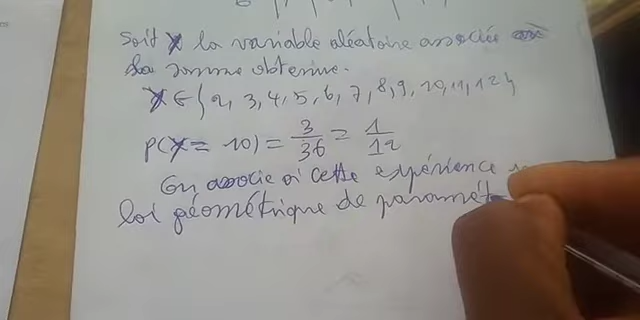 Soit X la variable aléatoire associée
la somme obtenue.
X ∈ {2, 3, 4, 5, 6, 7, 8, 9, 10, 11, 12}
P(X = 10) = 3/36 = 1/12
On associe à cette expérience
loi géométrique de paramèt